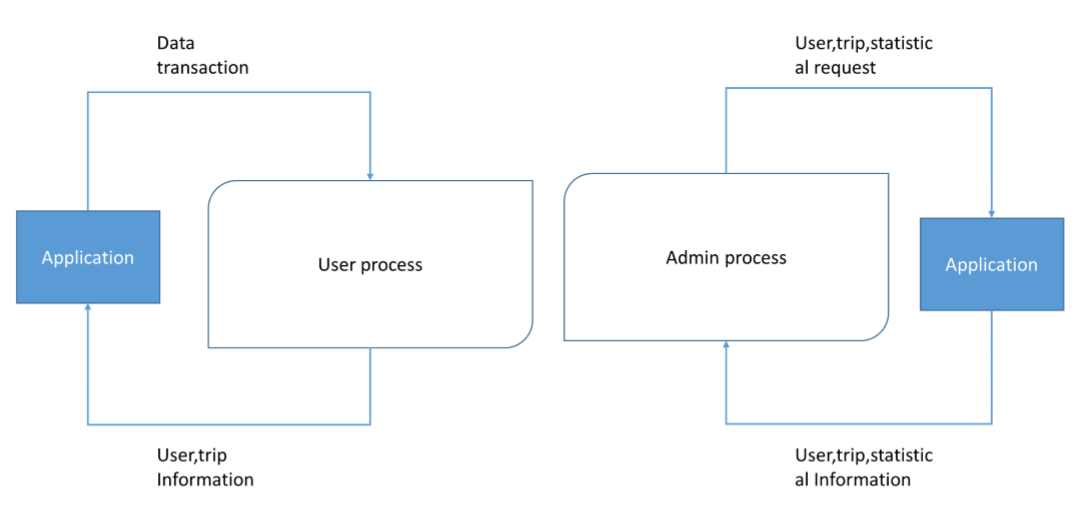 Data
transaction
User,trip,statistic
al request
Application
User process
Admin process
Application
User,trip
Information
User,trip,statistic
al Information